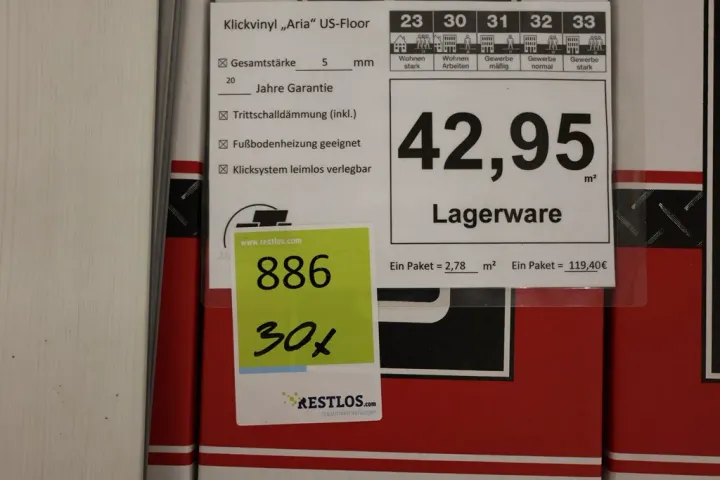 Klickvinyl „Aria“ US-Floor
☒ Gesamtstärke 5 mm
20 Jahre Garantie
☒ Trittschalldämmung (inkl.)
☒ Fußbodenheizung geeignet
☒ Klicksystem leimlos verlegbar
23 30 31 32 33
Wohnen stark
Wohnen Arbeiten
Gewerbe mäßig
Gewerbe normal
Gewerbe stark
42,95
m²
Lagerware
Ein Paket = 2,78 m² Ein Paket = 119,40€
www.restlos.com
886
30x
RESTLOS.com